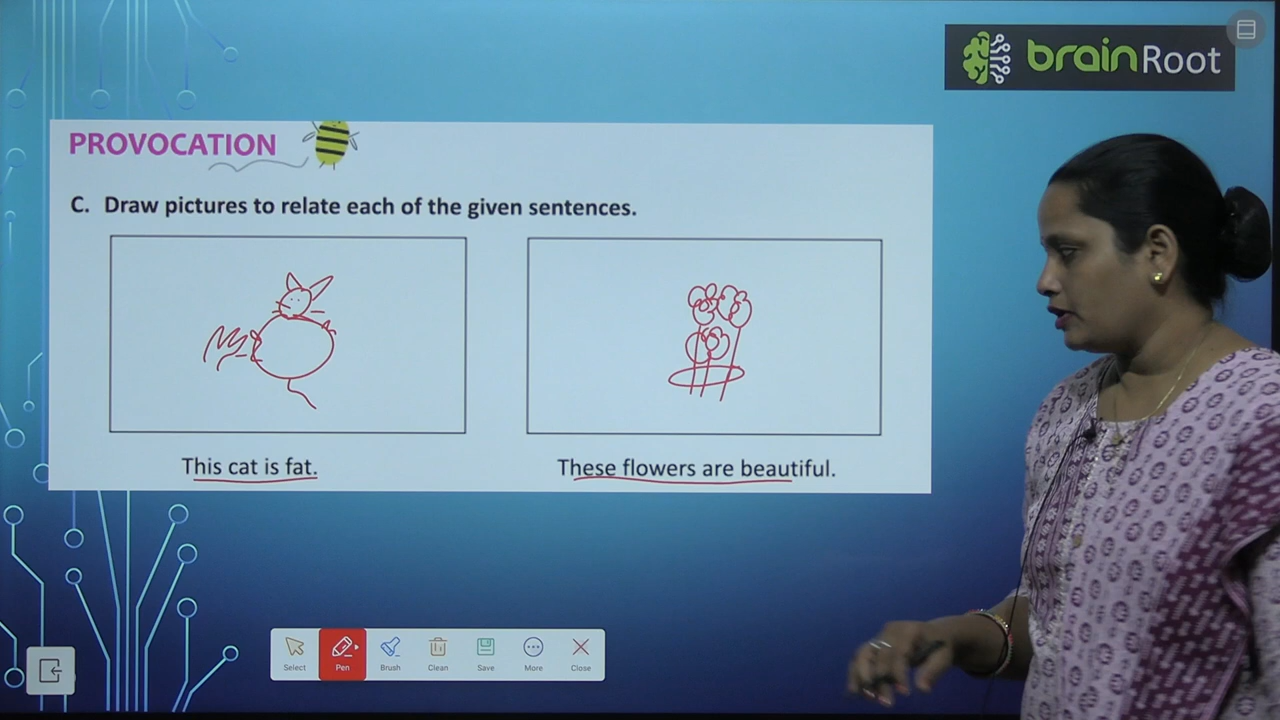 brainRoot
PROVOCATION
C. Draw pictures to relate each of the given sentences.
This cat is fat.
These flowers are beautiful.
Select Pen Brush Clean Save More Close